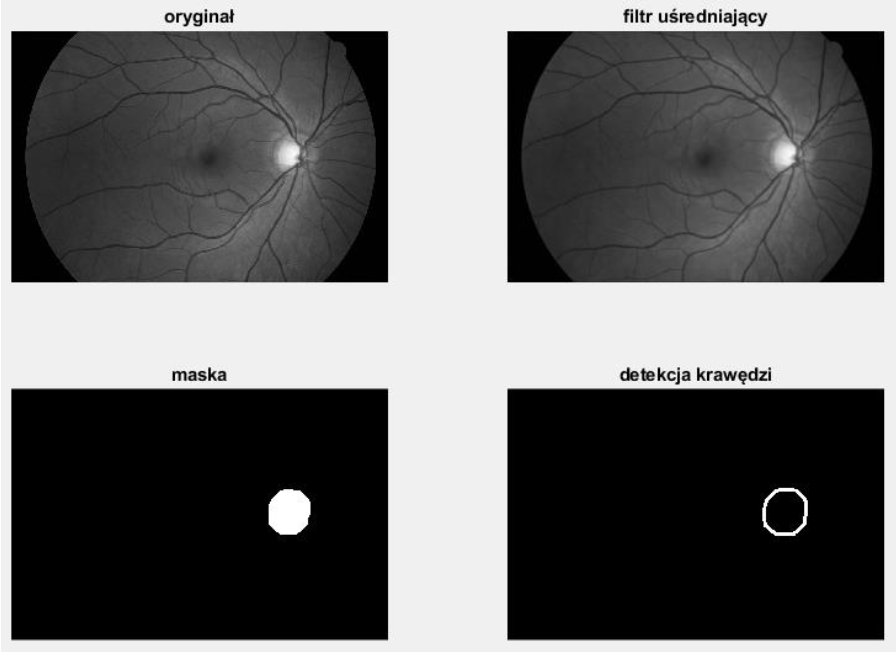 oryginał
filtr uśredniający
maska
detekcja krawędzi